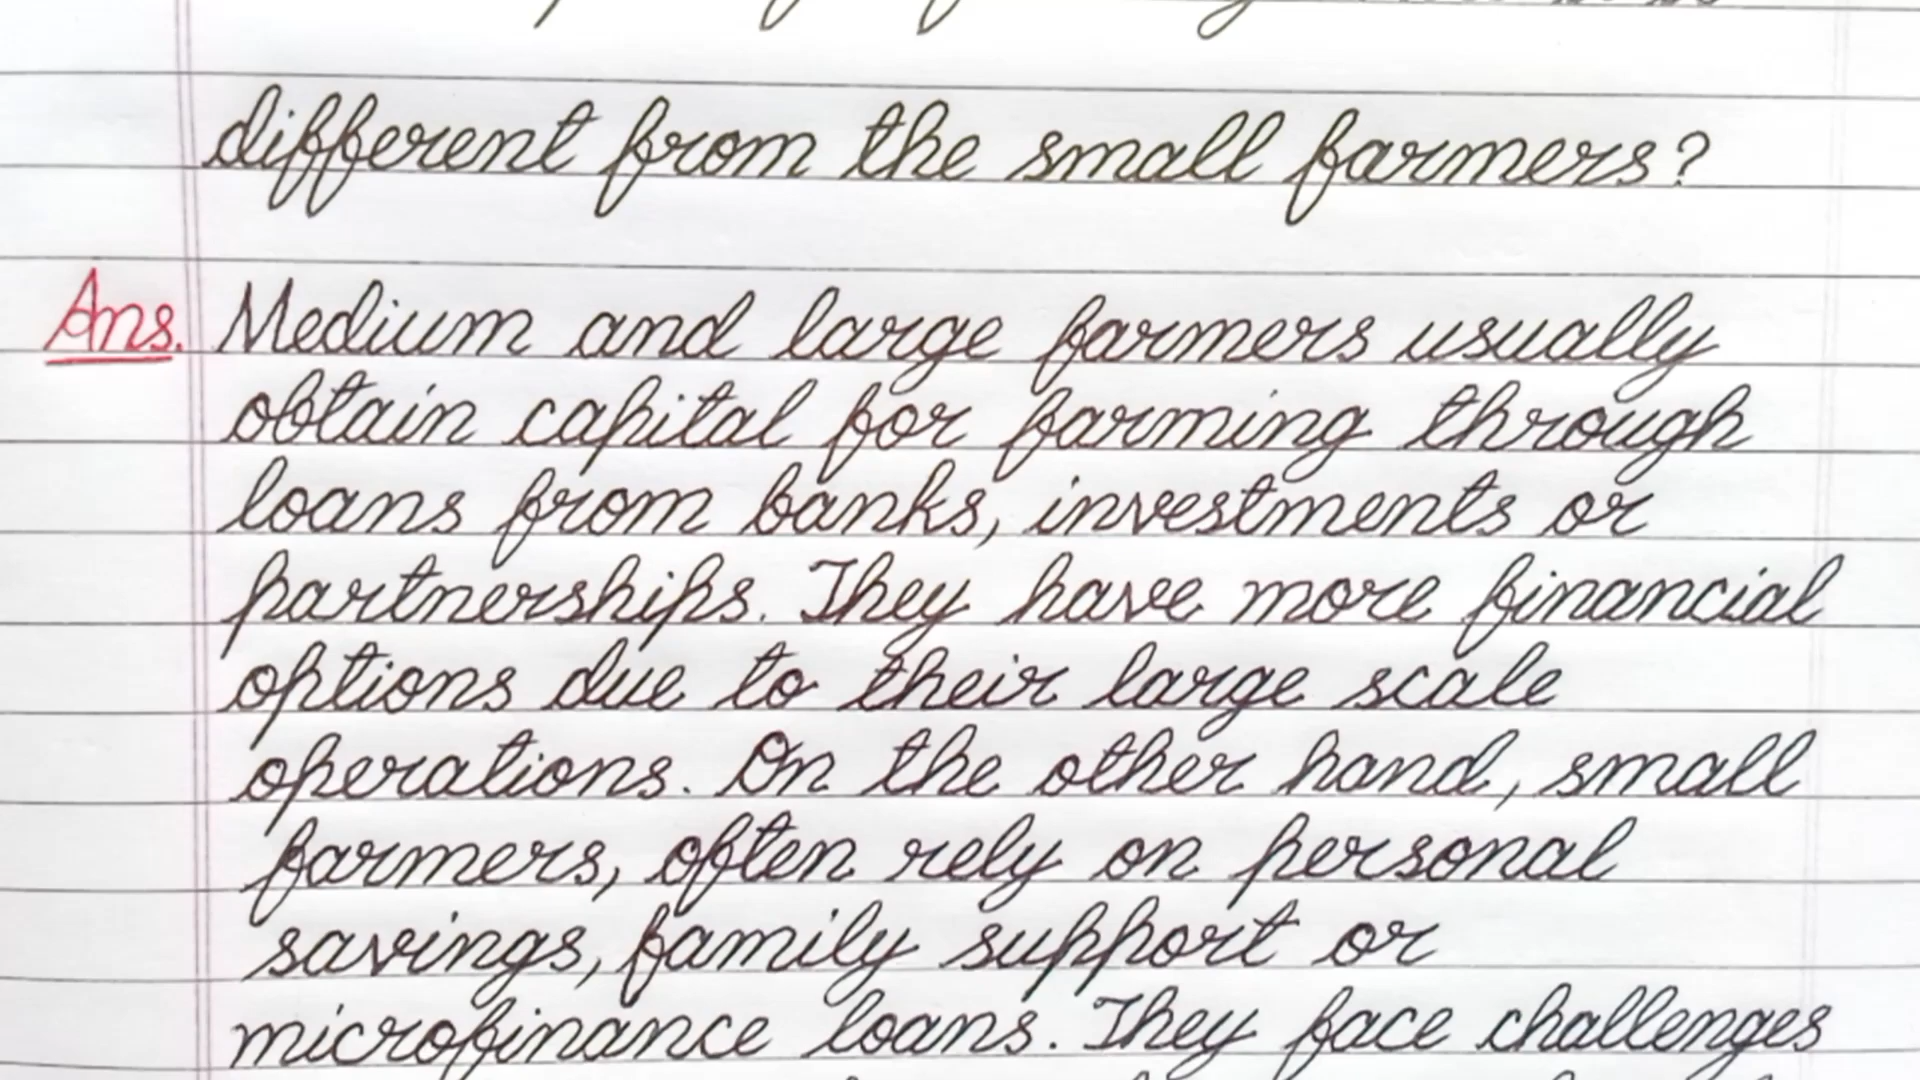 different from the small farmers?
Ans. Medium and large farmers usually
obtain capital for farming through
loans from banks, investments or
partnerships. They have more financial
options due to their large scale
operations. On the other hand, small
farmers, often rely on personal
savings, family support or
microfinance loans. They face challenges